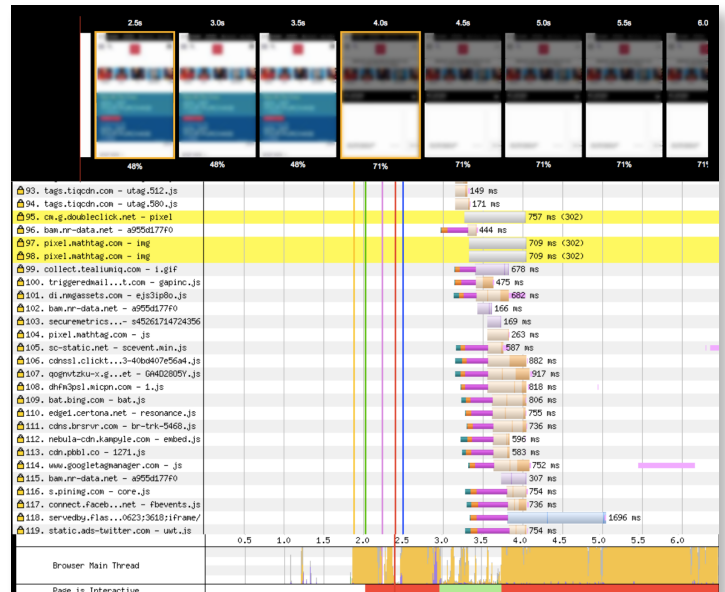 2.5s 3.0s 3.5s 4.0s 4.5s 5.0s 5.5s 6.0
48% 48% 48% 71% 71% 71% 71% 71%
93. tags.tiqcdn.com - utag.512.js 149 ms
94. tags.tiqcdn.com - utag.580.js 171 ms
95. cm.g.doubleclick.net - pixel 757 ms (302)
96. bam.nr-data.net - a955d177f0 444 ms
97. pixel.mathtag.com - img 709 ms (302)
98. pixel.mathtag.com - img 709 ms (302)
99. collect.tealiumiq.com - i.gif 678 ms
100. triggeredmail...t.com - gapinc.js 475 ms
101. di.nmgassets.com - ejs3ip8o.js 682 ms
102. bam.nr-data.net - a955d177f0 166 ms
103. securemetrics-...- s45261714724356 169 ms
104. pixel.mathtag.com - js 263 ms
105. sc-static.net - scevent.min.js 587 ms
106. cdnssl.clickt...3-40bd407e56a4.js 882 ms
107. qognvtzku-x.g...et - GA4D2805Y.js 917 ms
108. dhfm3psl.micpn.com - 1.js 818 ms
109. bat.bing.com - bat.js 806 ms
110. edge1.certona.net - resonance.js 755 ms
111. cdns.brsrvr.com - br-trk-5468.js 736 ms
112. nebula-cdn.kampyle.com - embed.js 596 ms
113. cdn.pbbl.co - 1271.js 583 ms
114. www.googletagmanager.com - js 752 ms
115. bam.nr-data.net - a955d177f0 307 ms
116. s.pinimg.com - core.js 754 ms
117. connect.faceb...net - fbevents.js 736 ms
118. servedby.flas...0623;3618;iframe/ 1696 ms
119. static.ads-twitter.com - uwt.js 754 ms
0.5 1.0 1.5 2.0 2.5 3.0 3.5 4.0 4.5 5.0 5.5 6.0
Browser Main Thread
Page is Interactive